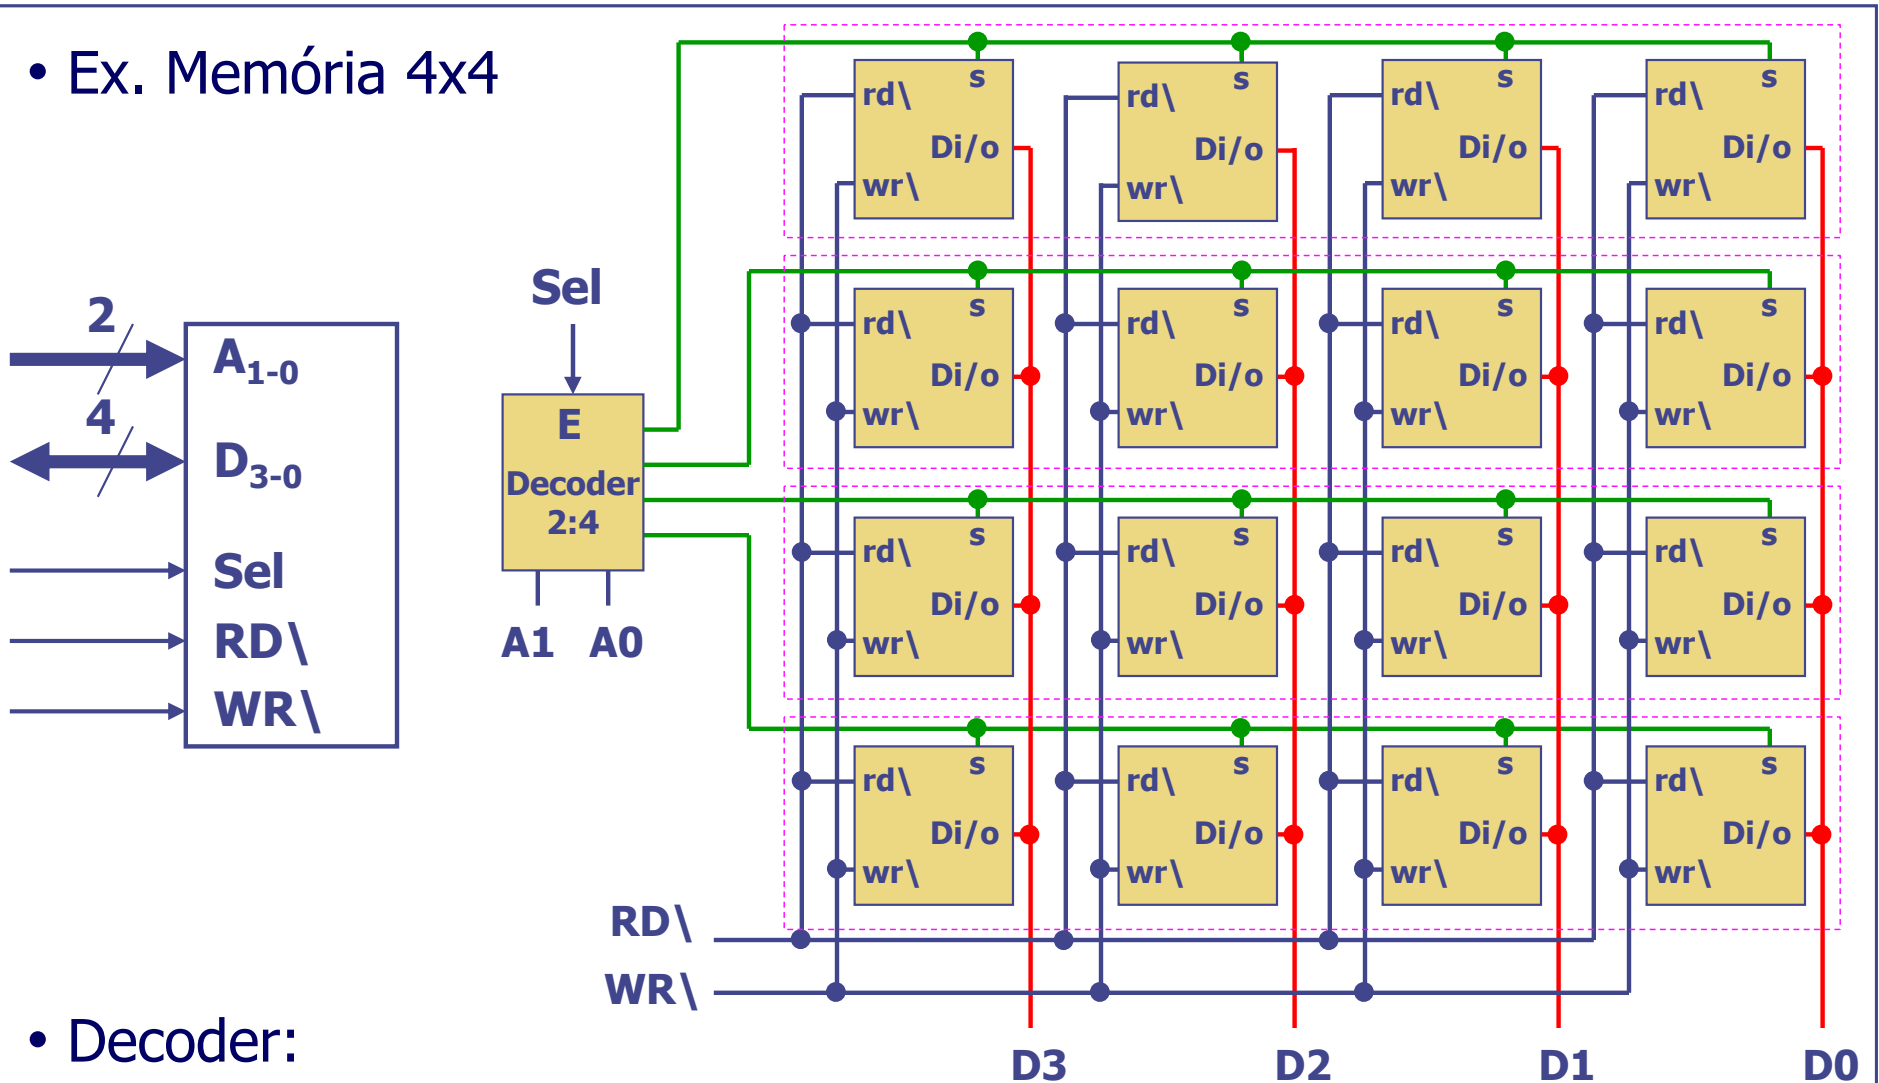 • Ex. Memória 4x4
2
A1-0
4
D3-0
Sel
RD\
WR\
Sel
E
Decoder
2:4
A1 A0
s s s s
rd\ rd\ rd\ rd\
Di/o Di/o Di/o Di/o
wr\ wr\ wr\ wr\
s s s s
rd\ rd\ rd\ rd\
Di/o Di/o Di/o Di/o
wr\ wr\ wr\ wr\
s s s s
rd\ rd\ rd\ rd\
Di/o Di/o Di/o Di/o
wr\ wr\ wr\ wr\
s s s s
rd\ rd\ rd\ rd\
Di/o Di/o Di/o Di/o
wr\ wr\ wr\ wr\
RD\
WR\
D3 D2 D1 D0
• Decoder: